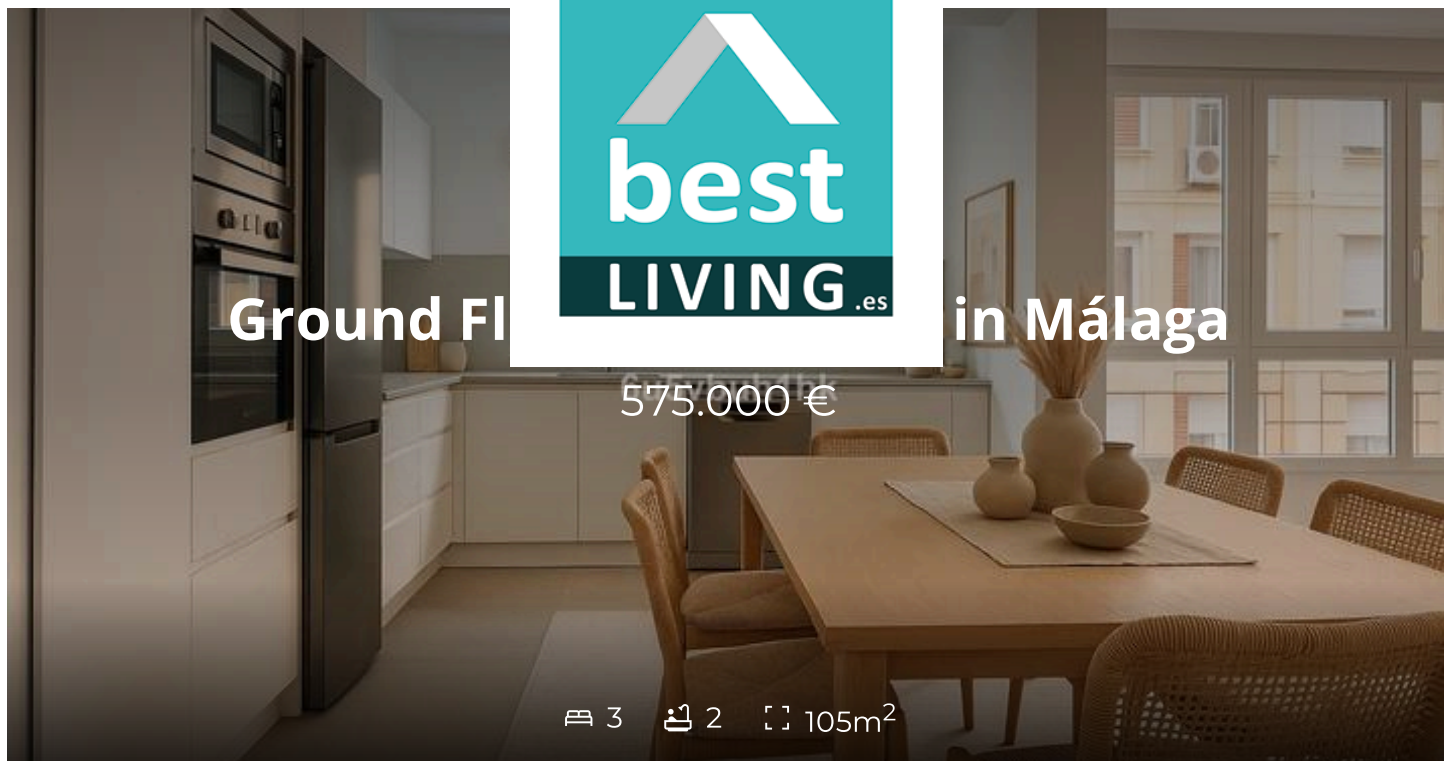 best
LIVING.es
Ground Fl in Málaga
575.000 €
3 2 105m²